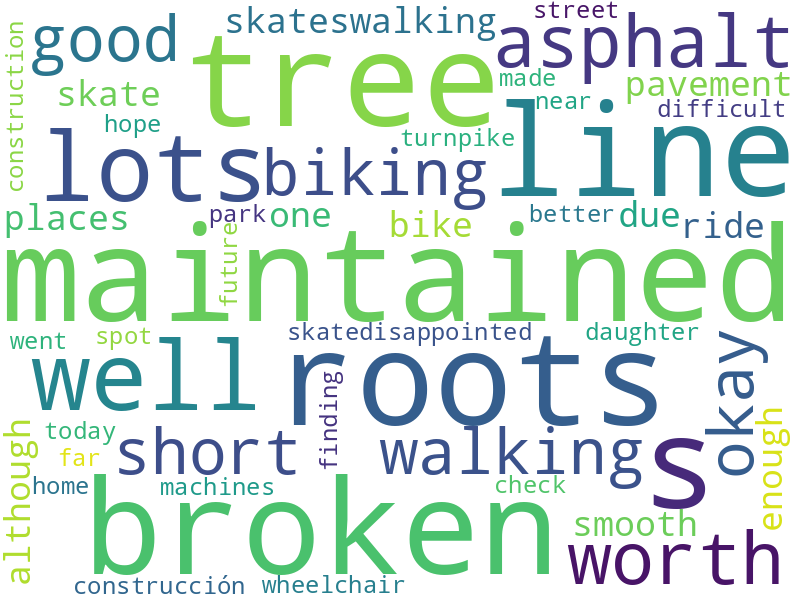 street
skateswalking
good
asphalt
tree
construction
made
pavement
skate
near
difficult
line
hope
turnpike
lots
biking
places
park
one
bike
better
due
ride
future
maintained
went
spot
skatedisappointed
daughter
well
roots
okay
finding
today
short
walking
s
far
enough
although
home
machines
check
broken
smooth
worth
construcción
wheelchair